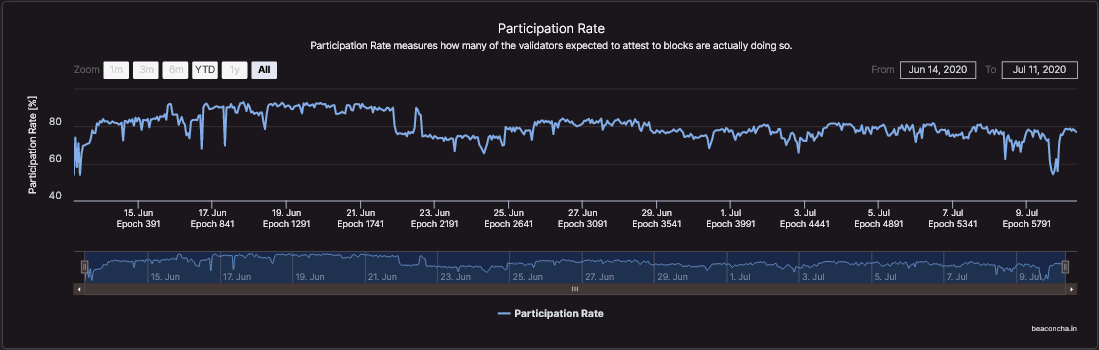 Participation Rate
Participation Rate measures how many of the validators expected to attest to blocks are actually doing so.
Zoom 1m 3m 6m YTD 1y All From Jun 14, 2020 To Jul 11, 2020
Participation Rate [%]
80
60
40
15. Jun 17. Jun 19. Jun 21. Jun 23. Jun 25. Jun 27. Jun 29. Jun 1. Jul 3. Jul 5. Jul 7. Jul 9. Jul
Epoch 391 Epoch 841 Epoch 1291 Epoch 1741 Epoch 2191 Epoch 2641 Epoch 3091 Epoch 3541 Epoch 3991 Epoch 4441 Epoch 4891 Epoch 5341 Epoch 5791
15. Jun 17. Jun 19. Jun 21. Jun 23. Jun 25. Jun 27. Jun 29. Jun 1. Jul 3. Jul 5. Jul 7. Jul 9. Jul
Participation Rate
beaconcha.in